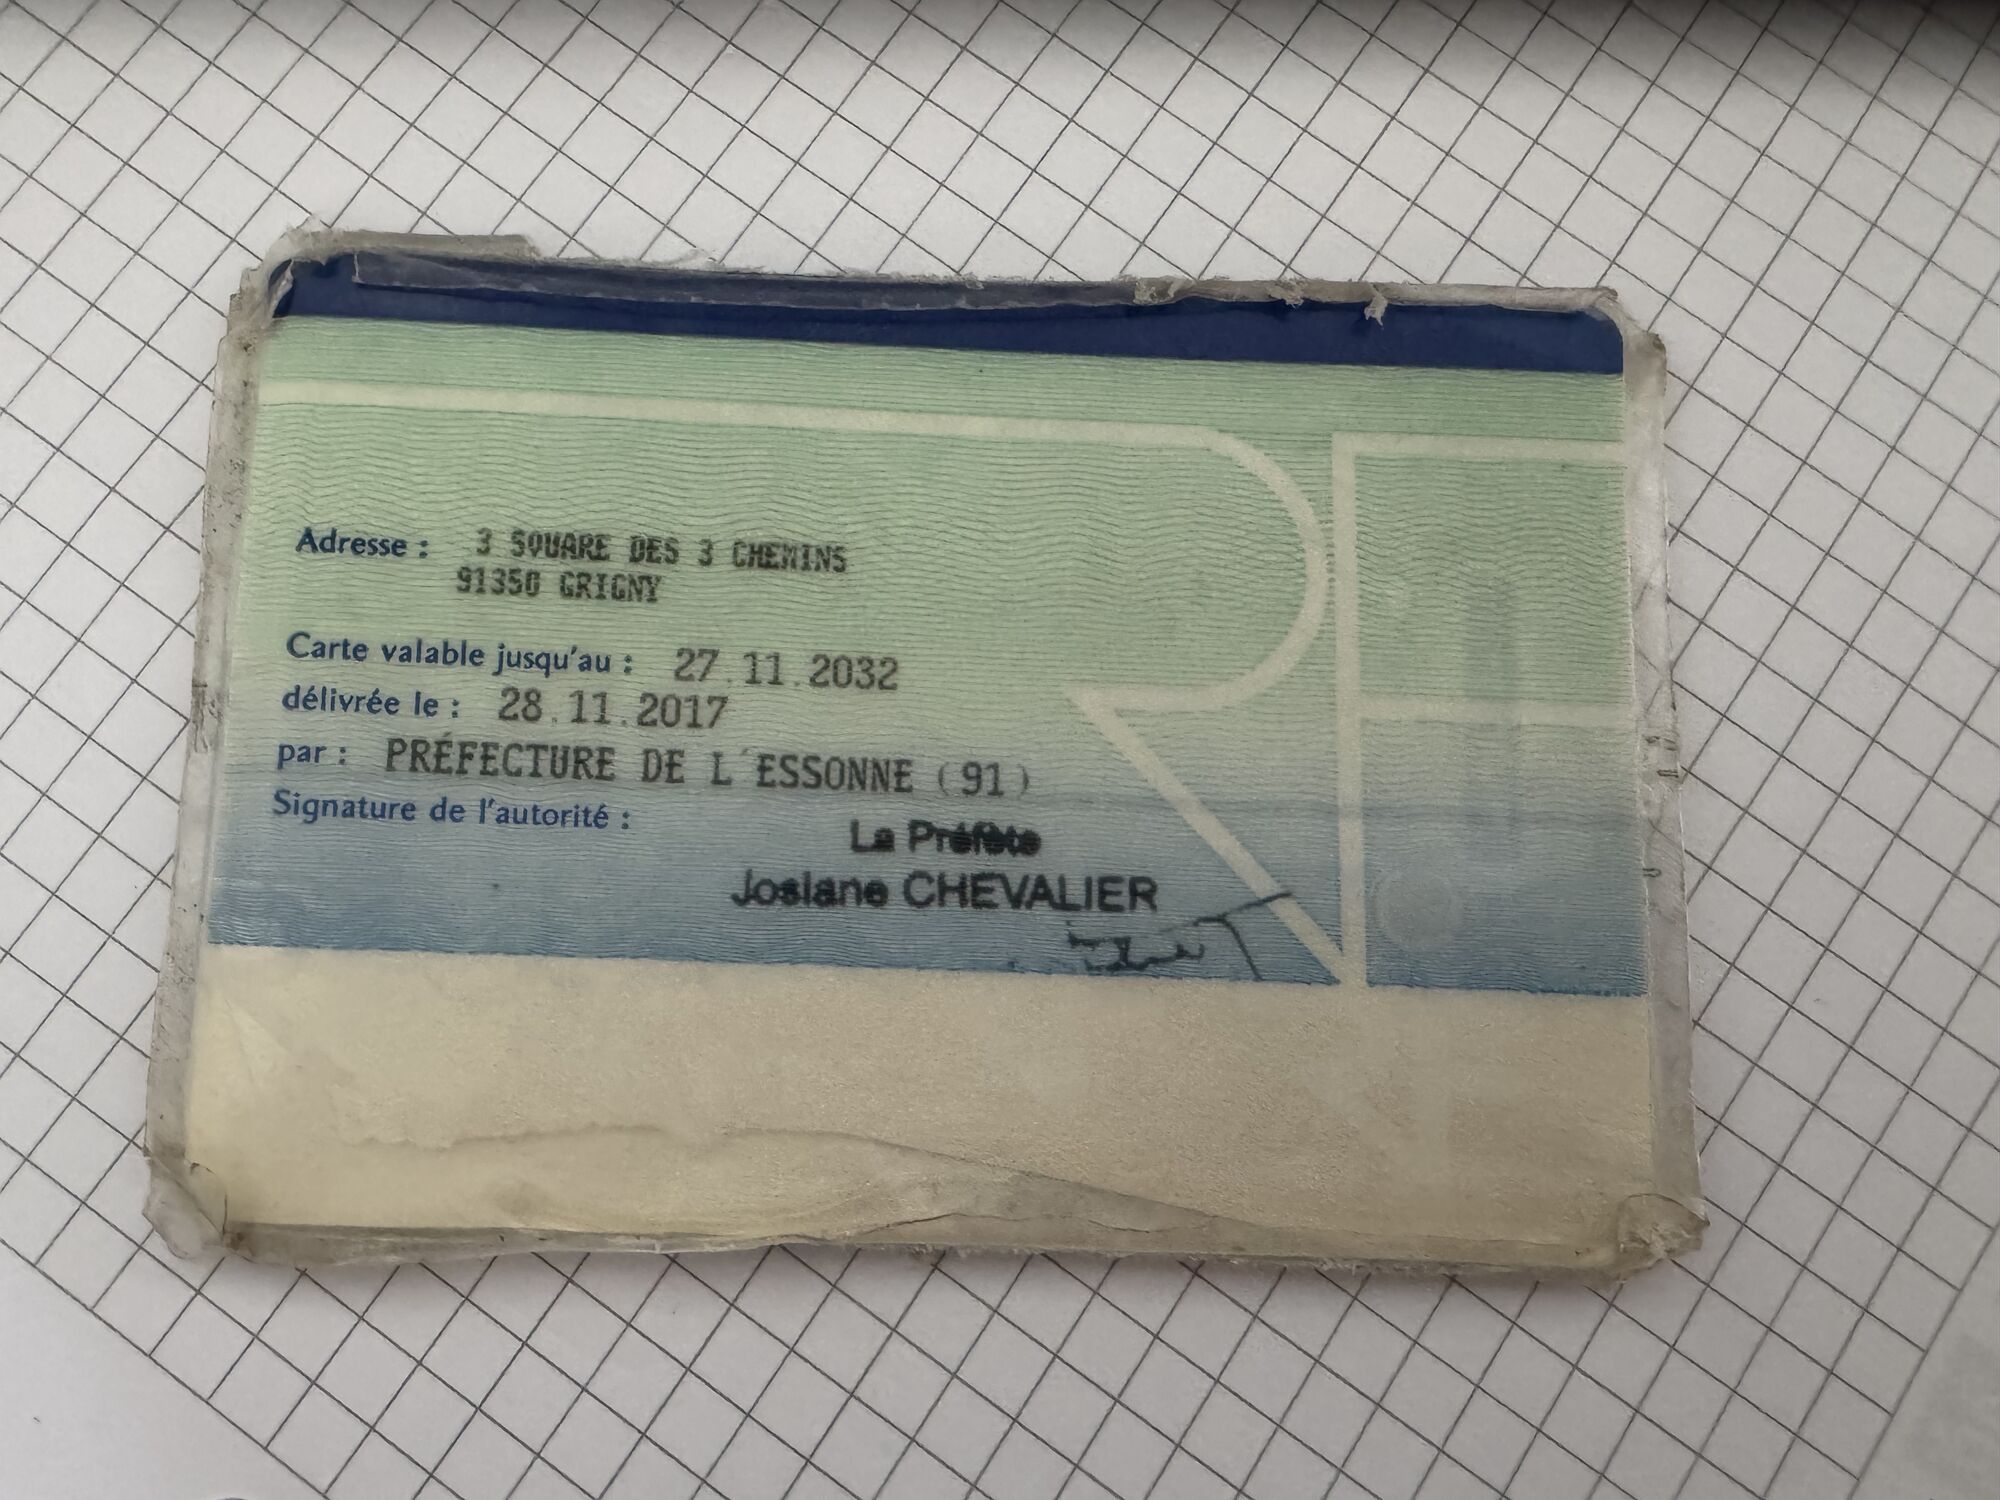 Adresse : 3 SQUARE DES 3 CHEMINS
91350 GRIGNY
Carte valable jusqu'au : 27.11.2032
délivrée le : 28.11.2017
par : PRÉFECTURE DE L'ESSONNE (91)
Signature de l'autorité :
La Préfète
Josiane CHEVALIER
RF